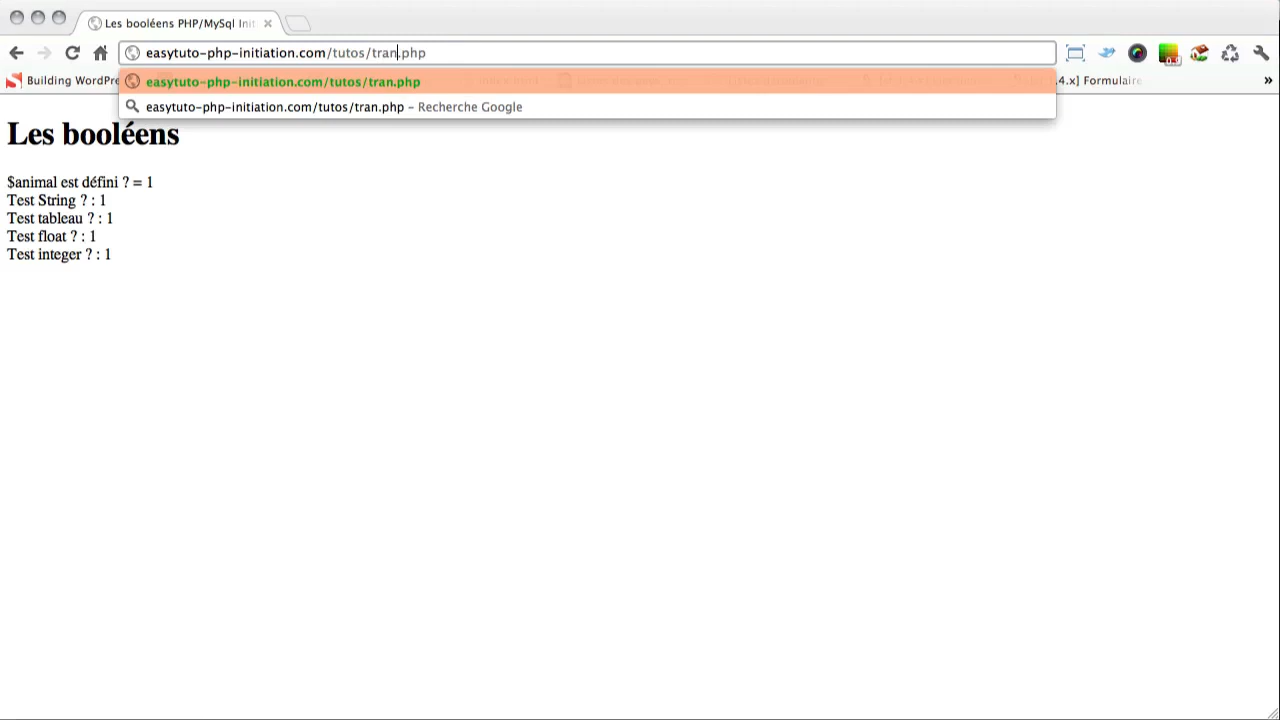 Les booléens PHP/MySql Init
easytuto-php-initiation.com/tutos/tran.php
Building WordPre
4.x] Formulaire
»
easytuto-php-initiation.com/tutos/tran.php
easytuto-php-initiation.com/tutos/tran.php – Recherche Google
Les booléens
$animal est défini ? = 1
Test String ? : 1
Test tableau ? : 1
Test float ? : 1
Test integer ? : 1